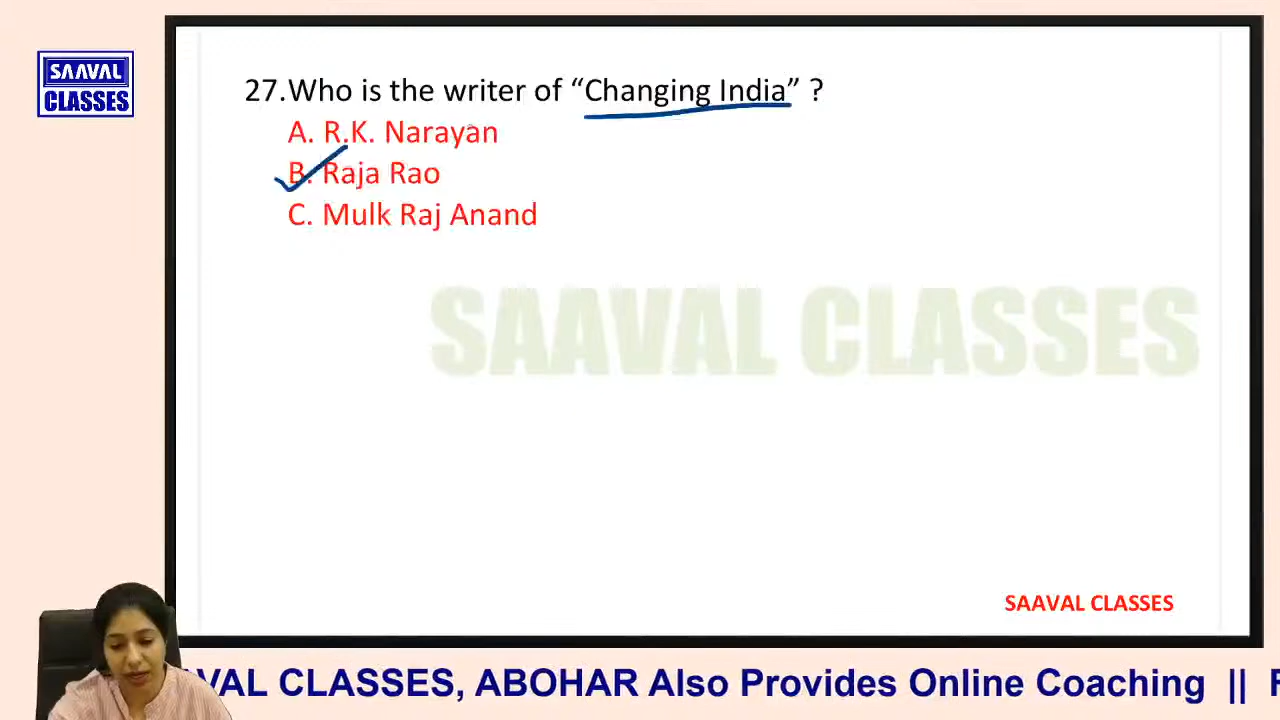 SAAVAL
CLASSES
27.Who is the writer of “Changing India” ?
A. R.K. Narayan
B. Raja Rao
C. Mulk Raj Anand
SAAVAL CLASSES
SAAVAL CLASSES
AVAL CLASSES, ABOHAR Also Provides Online Coaching || F